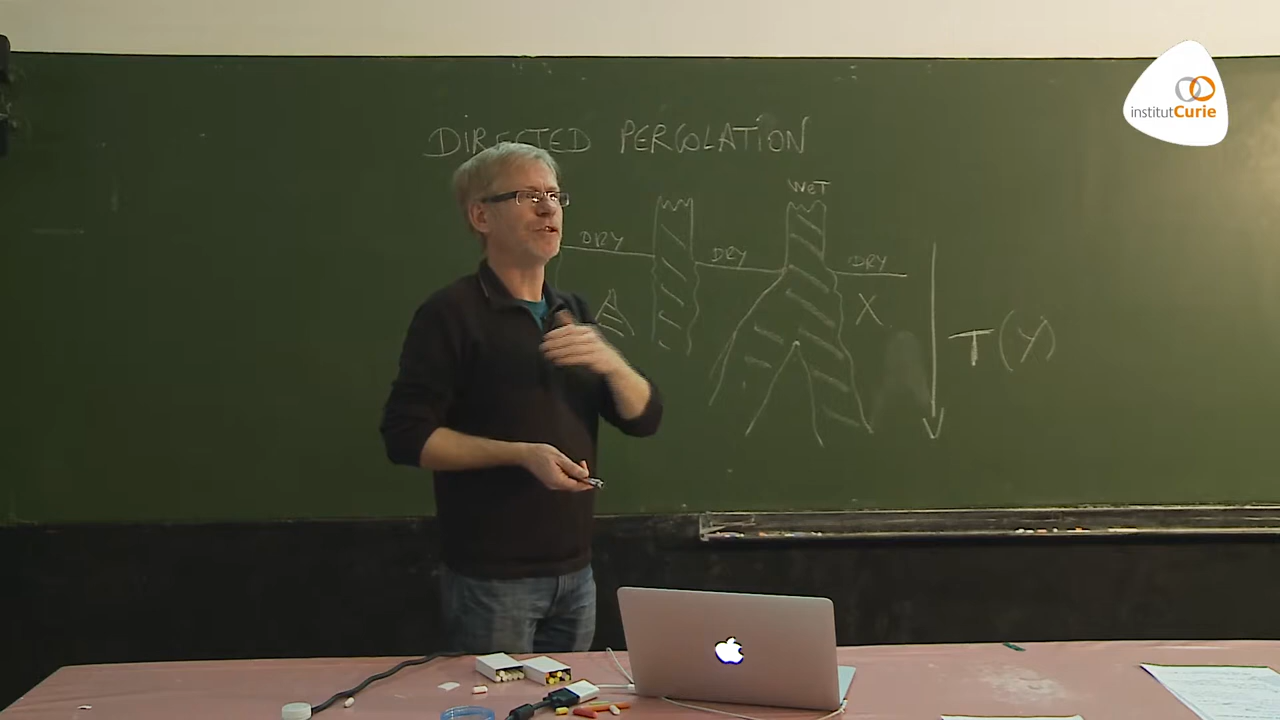 institutCurie
DIRECTED PERCOLATION
WET
DRY
DRY
DRY
X
T(Y)